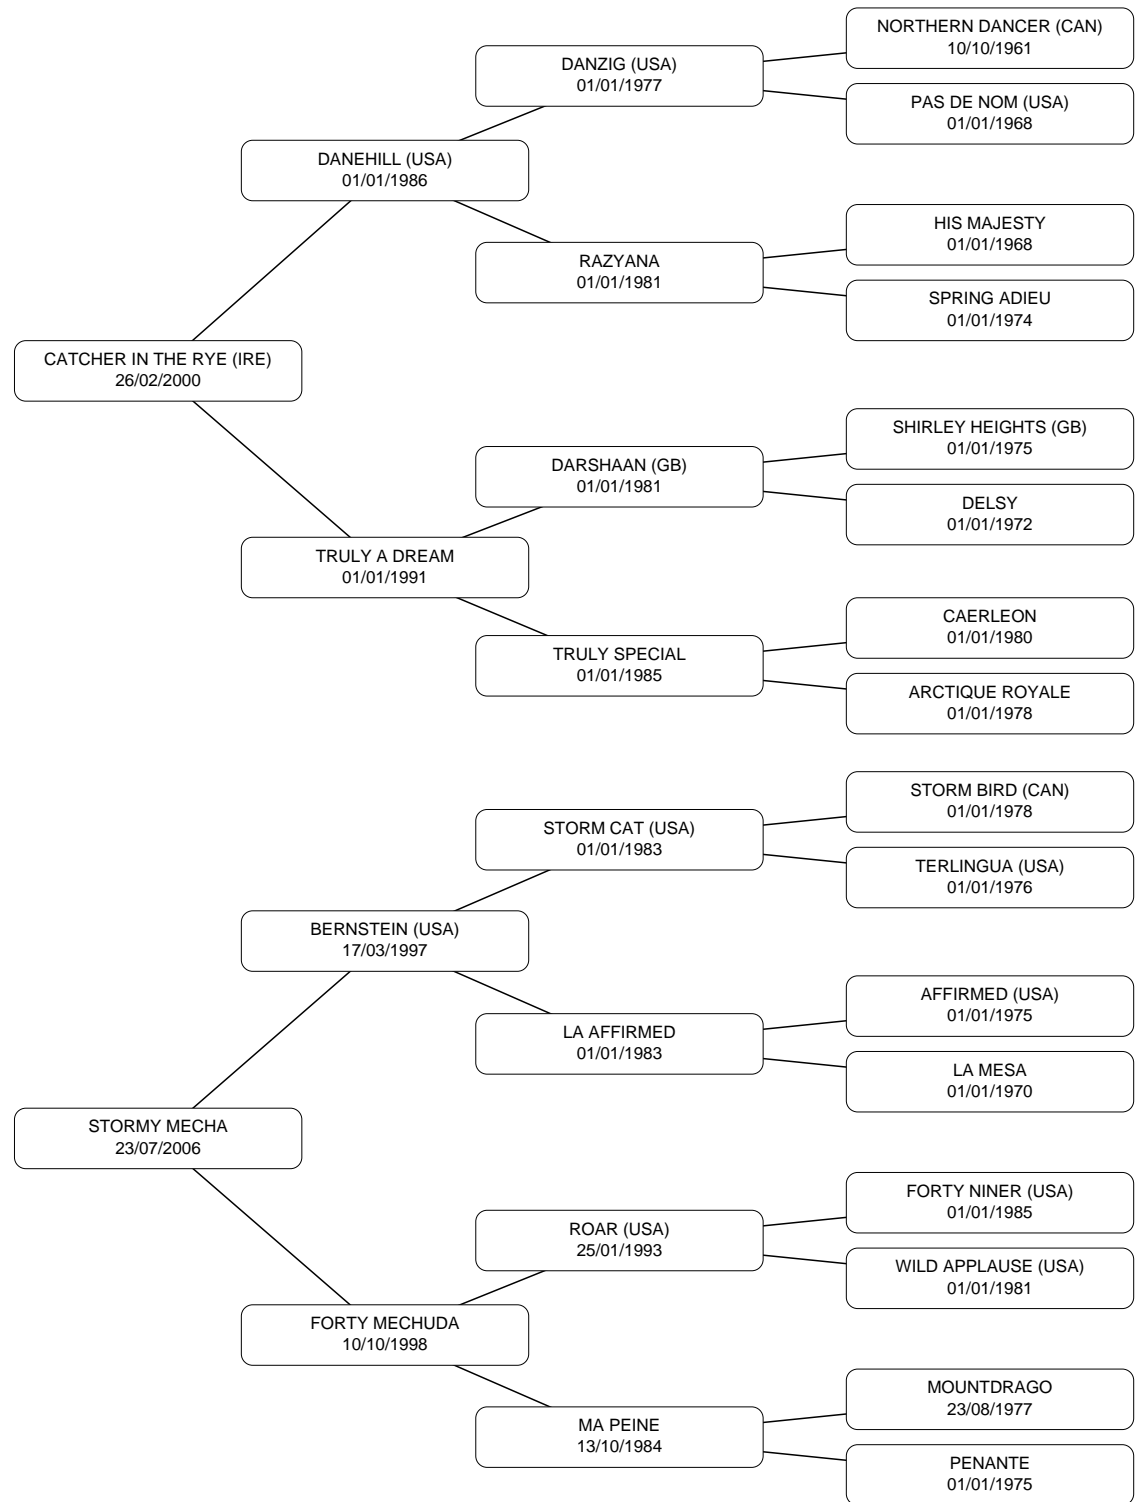 NORTHERN DANCER (CAN)
10/10/1961
DANZIG (USA)
01/01/1977
PAS DE NOM (USA)
01/01/1968
DANEHILL (USA)
01/01/1986
HIS MAJESTY
01/01/1968
RAZYANA
01/01/1981
SPRING ADIEU
01/01/1974
CATCHER IN THE RYE (IRE)
26/02/2000
SHIRLEY HEIGHTS (GB)
01/01/1975
DARSHAAN (GB)
01/01/1981
DELSY
01/01/1972
TRULY A DREAM
01/01/1991
CAERLEON
01/01/1980
TRULY SPECIAL
01/01/1985
ARCTIQUE ROYALE
01/01/1978
STORM BIRD (CAN)
01/01/1978
STORM CAT (USA)
01/01/1983
TERLINGUA (USA)
01/01/1976
BERNSTEIN (USA)
17/03/1997
AFFIRMED (USA)
01/01/1975
LA AFFIRMED
01/01/1983
LA MESA
01/01/1970
STORMY MECHA
23/07/2006
FORTY NINER (USA)
01/01/1985
ROAR (USA)
25/01/1993
WILD APPLAUSE (USA)
01/01/1981
FORTY MECHUDA
10/10/1998
MOUNTDRAGO
23/08/1977
MA PEINE
13/10/1984
PENANTE
01/01/1975